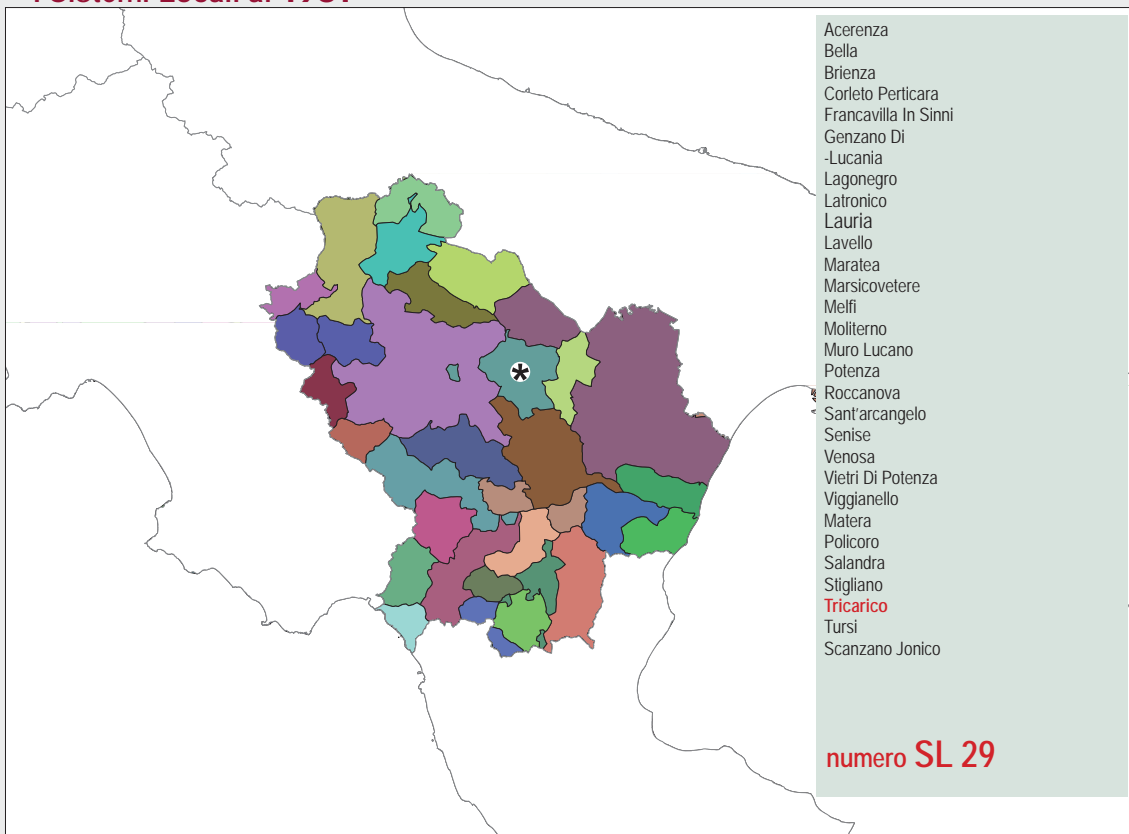 Acerenza
Bella
Brienza
Corleto Perticara
Francavilla In Sinni
Genzano Di
-Lucania
Lagonegro
Latronico
Lauria
Lavello
Maratea
Marsicovetere
Melfi
Moliterno
Muro Lucano
Potenza
Roccanova
Sant'arcangelo
Senise
Venosa
Vietri Di Potenza
Viggianello
Matera
Policoro
Salandra
Stigliano
Tricarico
Tursi
Scanzano Jonico
numero SL 29